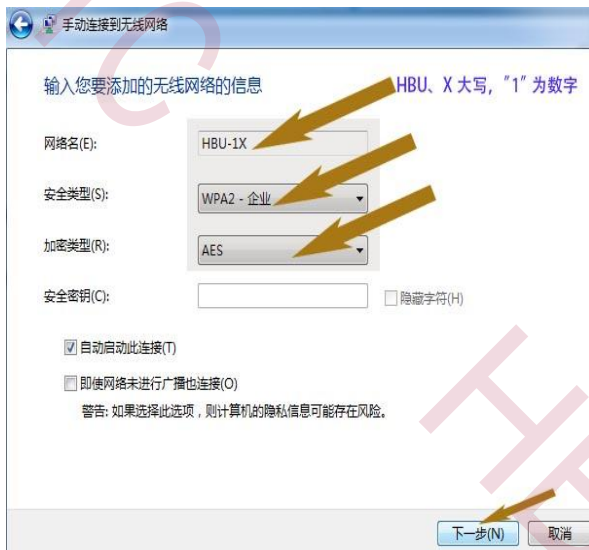 手动连接到无线网络
输入您要添加的无线网络的信息
HBU、X 大写，"1" 为数字
网络名(E):
HBU-1X
安全类型(S):
WPA2 - 企业
加密类型(R):
AES
安全密钥(C):
隐藏字符(H)
自动启动此连接(T)
即使网络未进行广播也连接(O)
警告: 如果选择此选项，则计算机的隐私信息可能存在风险。
下一步(N)
取消